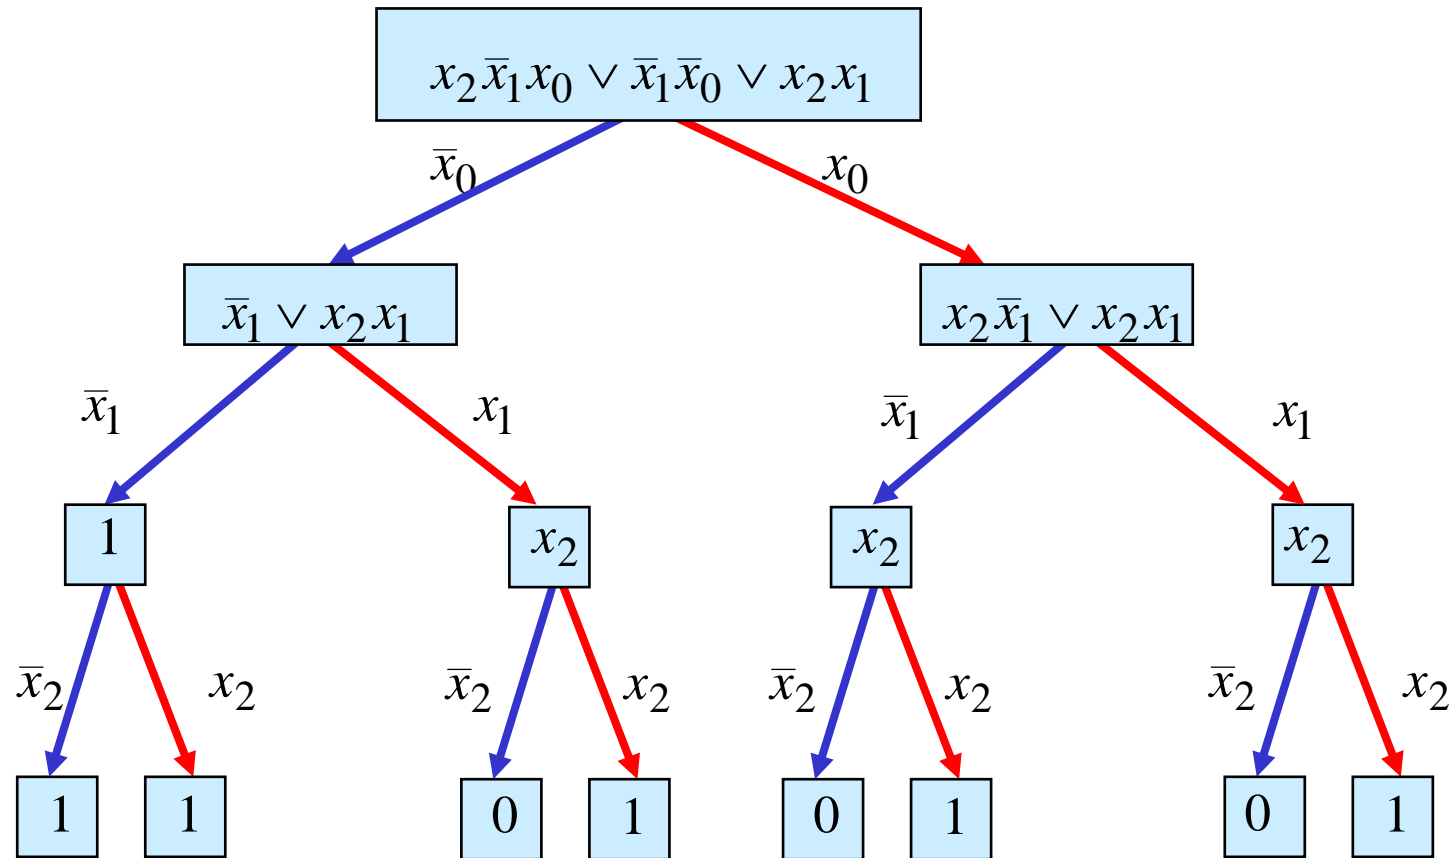 x₂x̄₁x₀ ∨ x̄₁x̄₀ ∨ x₂x₁
x̄₀ x₀
x̄₁ ∨ x₂x₁ x₂x̄₁ ∨ x₂x₁
x̄₁ x₁ x̄₁ x₁
1 x₂ x₂ x₂
x̄₂ x₂ x̄₂ x₂ x̄₂ x₂ x̄₂ x₂
1 1 0 1 0 1 0 1